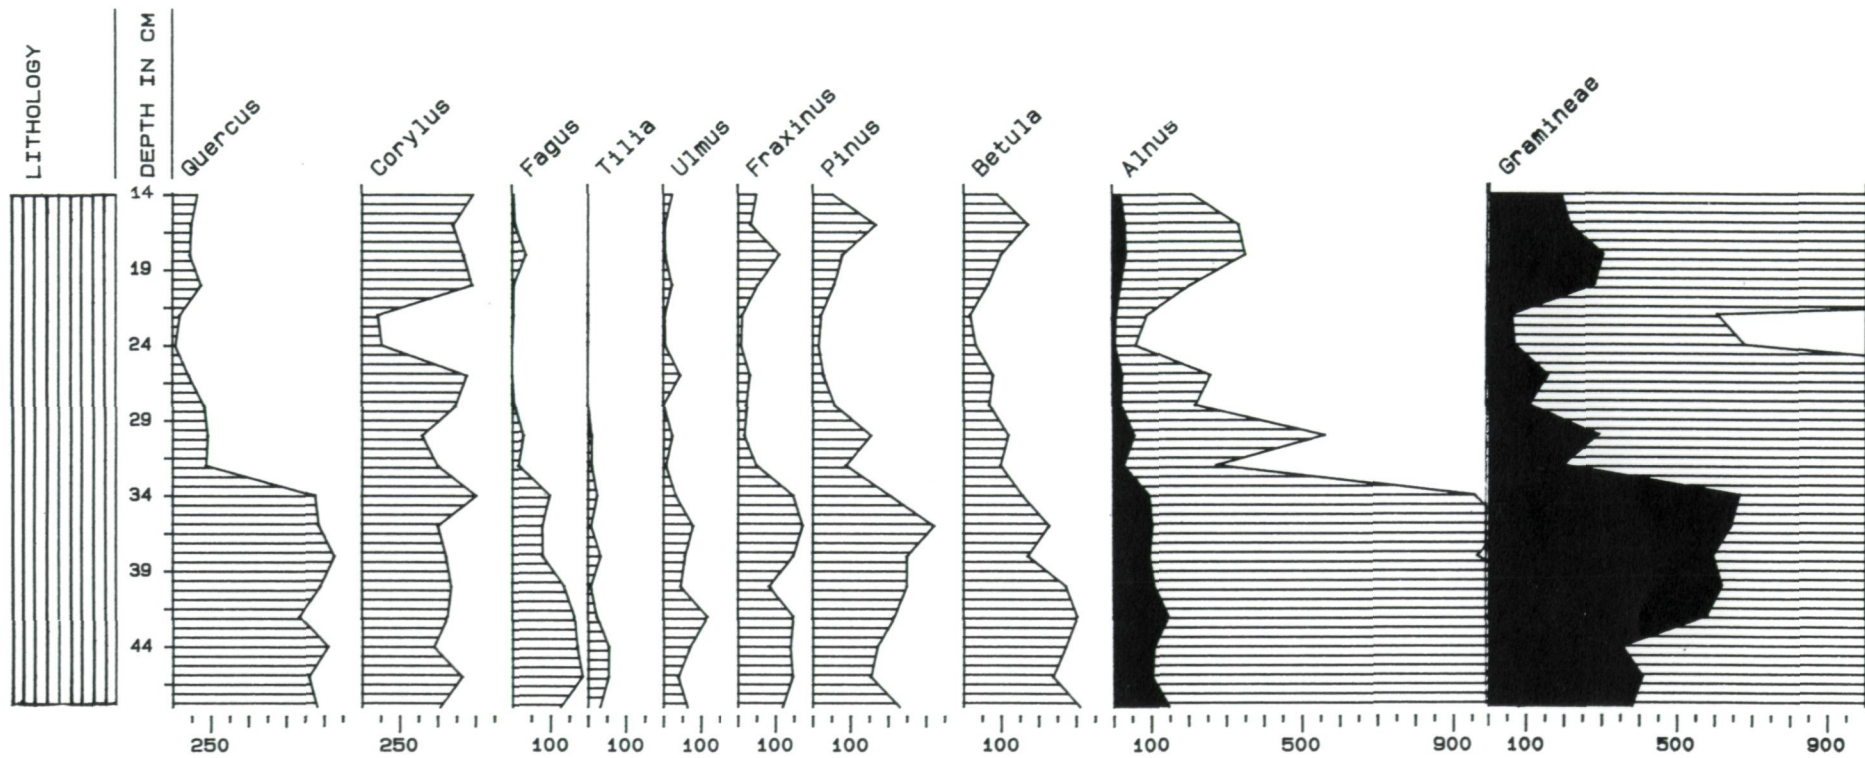 LITHOLOGY
DEPTH IN CM
Quercus
Corylus
Fagus
Tilia
Ulmus
Fraxinus
Pinus
Betula
Alnus
Gramineae
14
19
24
29
34
39
44
250
250
100
100
100
100
100
100
100
500
900
100
500
900